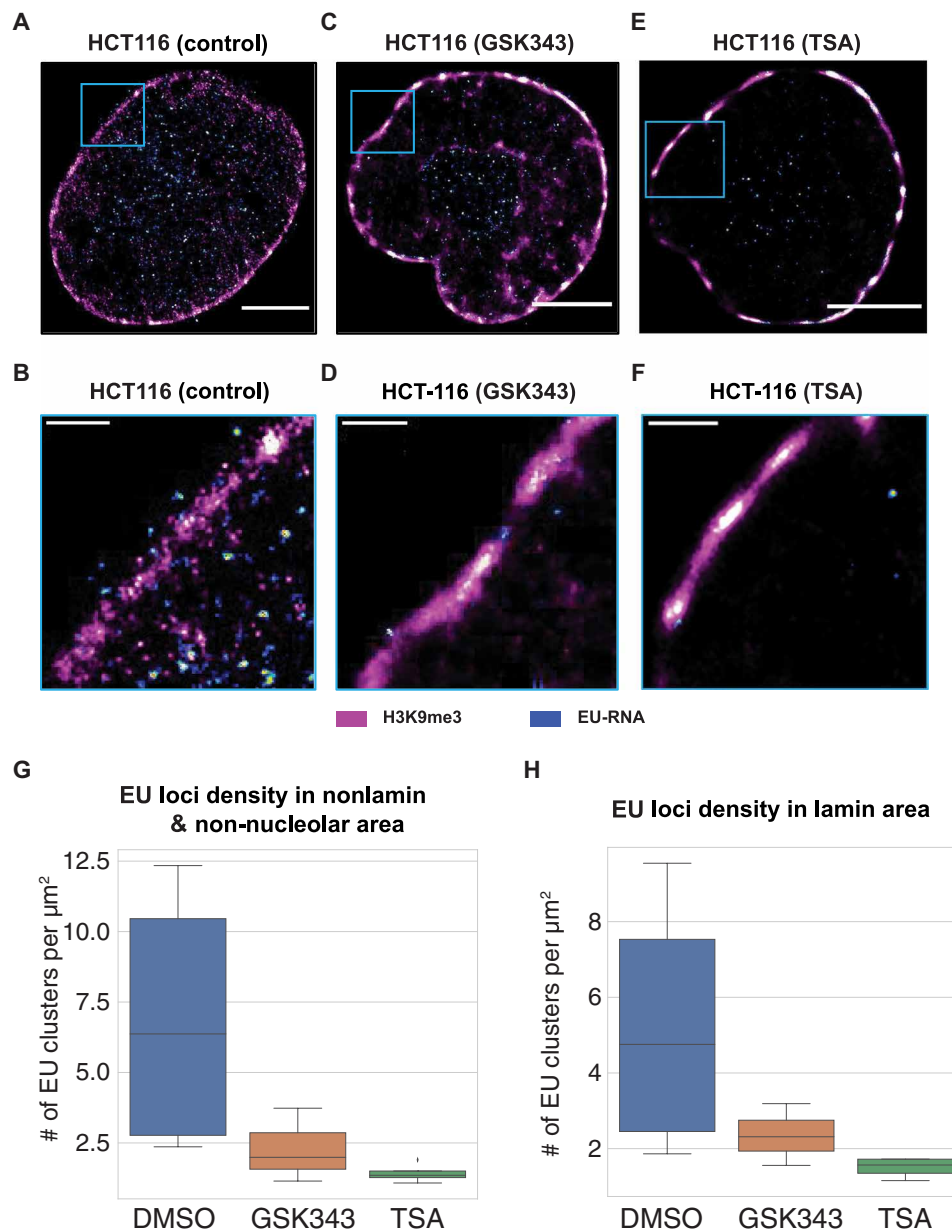 A
HCT116 (control)
C
HCT116 (GSK343)
E
HCT116 (TSA)
B
HCT116 (control)
D
HCT-116 (GSK343)
F
HCT-116 (TSA)
H3K9me3
EU-RNA
G
EU loci density in nonlamin
& non-nucleolar area
# of EU clusters per µm²
12.5
10.0
7.5
5.0
2.5
DMSO
GSK343
TSA
H
EU loci density in lamin area
# of EU clusters per µm²
8
6
4
2
DMSO
GSK343
TSA